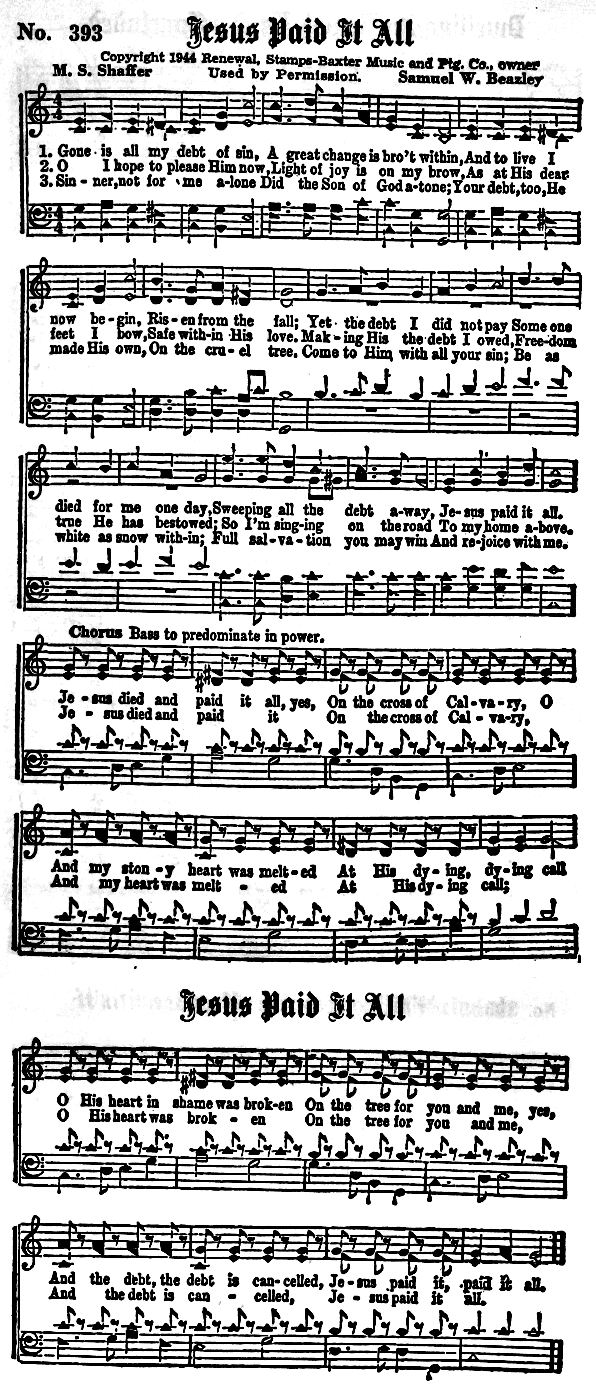 No. 393 Jesus Paid It All
Copyright 1944 Renewal, Stamps-Baxter Music and Ptg. Co., owner
M. S. Shaffer Used by Permission. Samuel W. Beazley
1. Gone is all my debt of sin, A great change is bro't within, And to live I
2. O I hope to please Him now, Light of joy is on my brow, As at His dear
3. Sin - ner, not for me a-lone Did the Son of God a-tone; Your debt, too, He
now be - gin, Ris - en from the fall; Yet the debt I did not pay Some one
feet I bow, Safe with-in His love. Mak - ing His the debt I owed, Free-dom
made His own, On the cru - el tree. Come to Him with all your sin; Be as
died for me one day, Sweeping all the debt a-way, Je-sus paid it all.
true He has bestowed; So I'm sing-ing on the road To my home a-bove.
white as snow with-in; Full sal-va-tion you may win And re-joice with me.
Chorus Bass to predominate in power.
Je - sus died and paid it all, yes, On the cross of Cal - va - ry, O
Je - sus died and paid it On the cross of Cal - va-ry,
And my ston - y heart was melt-ed At His dy - ing, dy - ing call
And my heart was melt - ed At His dy - ing call;
Jesus Paid It All
O His heart in shame was brok-en On the tree for you and me, yes,
O His heart was brok - en On the tree for you and me,
And the debt, the debt is can-celled, Je - sus paid it, paid it all.
And the debt is can - celled, Je - sus paid it all.